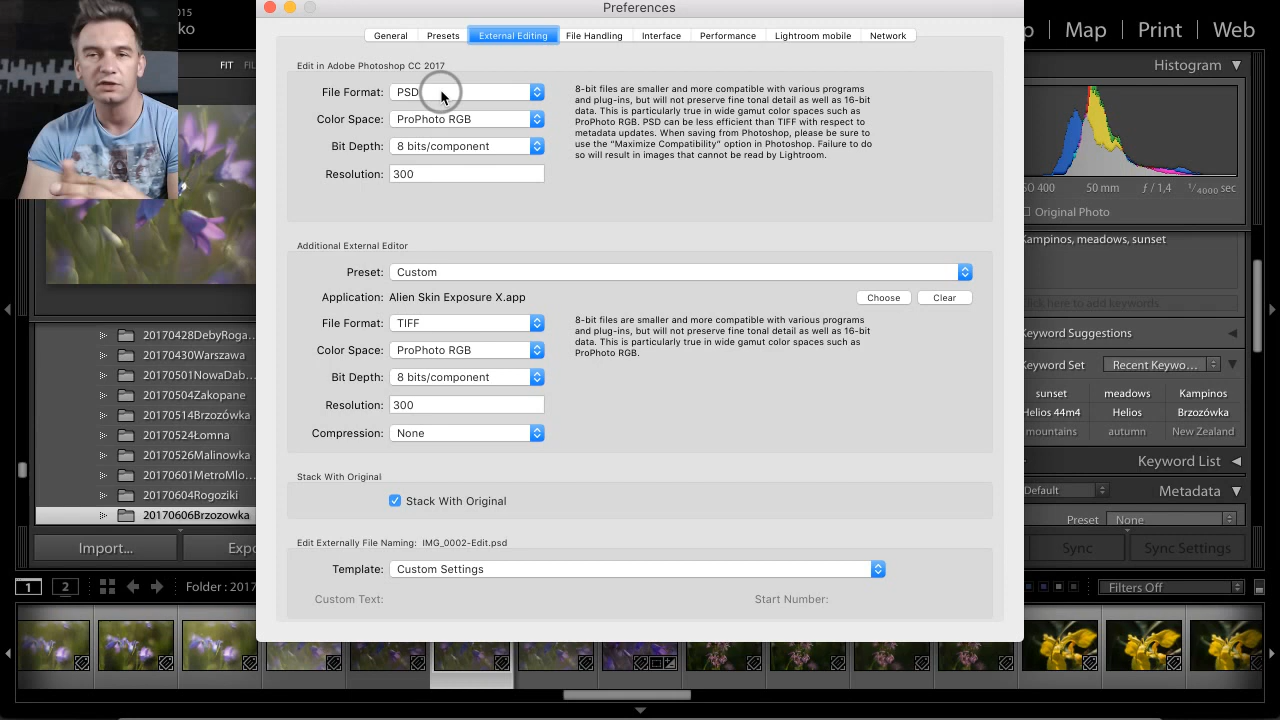 Preferences
015
ko
Map | Print | Web
General
Presets
External Editing
File Handling
Interface
Performance
Lightroom mobile
Network
FIT
Histogram
Edit in Adobe Photoshop CC 2017
File Format: PSD
Color Space: ProPhoto RGB
Bit Depth: 8 bits/component
Resolution: 300
8-bit files are smaller and more compatible with various programs
and plug-ins, but will not preserve fine tonal detail as well as 16-bit
data. This is particularly true in wide gamut color spaces such as
ProPhoto RGB. PSD can be less efficient than TIFF with respect to
metadata updates. When saving from Photoshop, please be sure to
use the "Maximize Compatibility" option in Photoshop. Failure to do
so will result in images that cannot be read by Lightroom.
SO 400 50 mm ƒ / 1,4 1/4000 sec
Original Photo
Additional External Editor
Preset: Custom
Application: Alien Skin Exposure X.app
Choose
Clear
File Format: TIFF
Color Space: ProPhoto RGB
Bit Depth: 8 bits/component
Resolution: 300
Compression: None
8-bit files are smaller and more compatible with various programs
and plug-ins, but will not preserve fine tonal detail as well as 16-bit
data. This is particularly true in wide gamut color spaces such as
ProPhoto RGB.
Kampinos, meadows, sunset
Click here to add keywords
Keyword Suggestions
Keyword Set Recent Keywo...
sunset meadows Kampinos
Helios 44m4 Helios Brzozówka
mountains autumn New Zealand
Keyword List
Default Metadata
Preset None
Sync
Sync Settings
20170428DebyRoga...
20170430Warszawa
20170501NowaDab...
20170504Zakopane
20170514Brzozówka
20170524Łomna
20170526Malinowka
20170601MetroMlo...
20170604Rogoziki
20170606Brzozowka
Import...
Expo
Stack With Original
Stack With Original
Edit Externally File Naming: IMG_0002-Edit.psd
Template: Custom Settings
Custom Text:
Start Number:
1 2 Folder : 2017
Filters Off